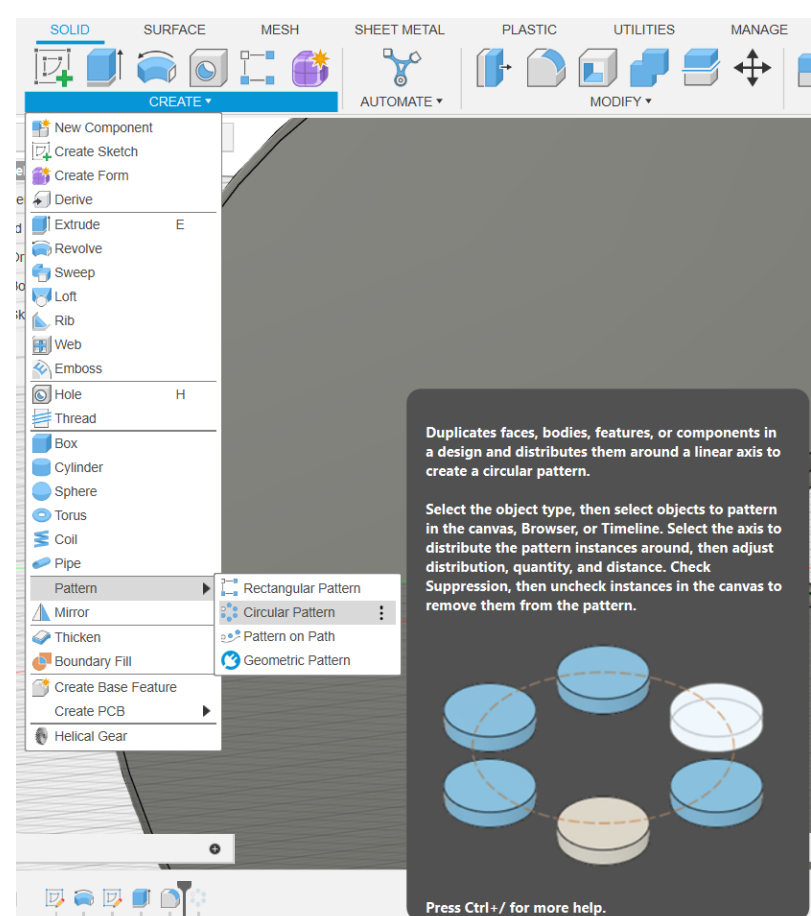 SOLID
SURFACE
MESH
SHEET METAL
PLASTIC
UTILITIES
MANAGE
CREATE ▾
AUTOMATE ▾
MODIFY ▾
New Component
Create Sketch
Create Form
Derive
Extrude E
Revolve
Sweep
Loft
Rib
Web
Emboss
Hole H
Thread
Box
Cylinder
Sphere
Torus
Coil
Pipe
Pattern
Mirror
Thicken
Boundary Fill
Create Base Feature
Create PCB
Helical Gear
Rectangular Pattern
Circular Pattern
Pattern on Path
Geometric Pattern
Duplicates faces, bodies, features, or components in
a design and distributes them around a linear axis to
create a circular pattern.
Select the object type, then select objects to pattern
in the canvas, Browser, or Timeline. Select the axis to
distribute the pattern instances around, then adjust
distribution, quantity, and distance. Check
Suppression, then uncheck instances in the canvas to
remove them from the pattern.
Press Ctrl+/ for more help.